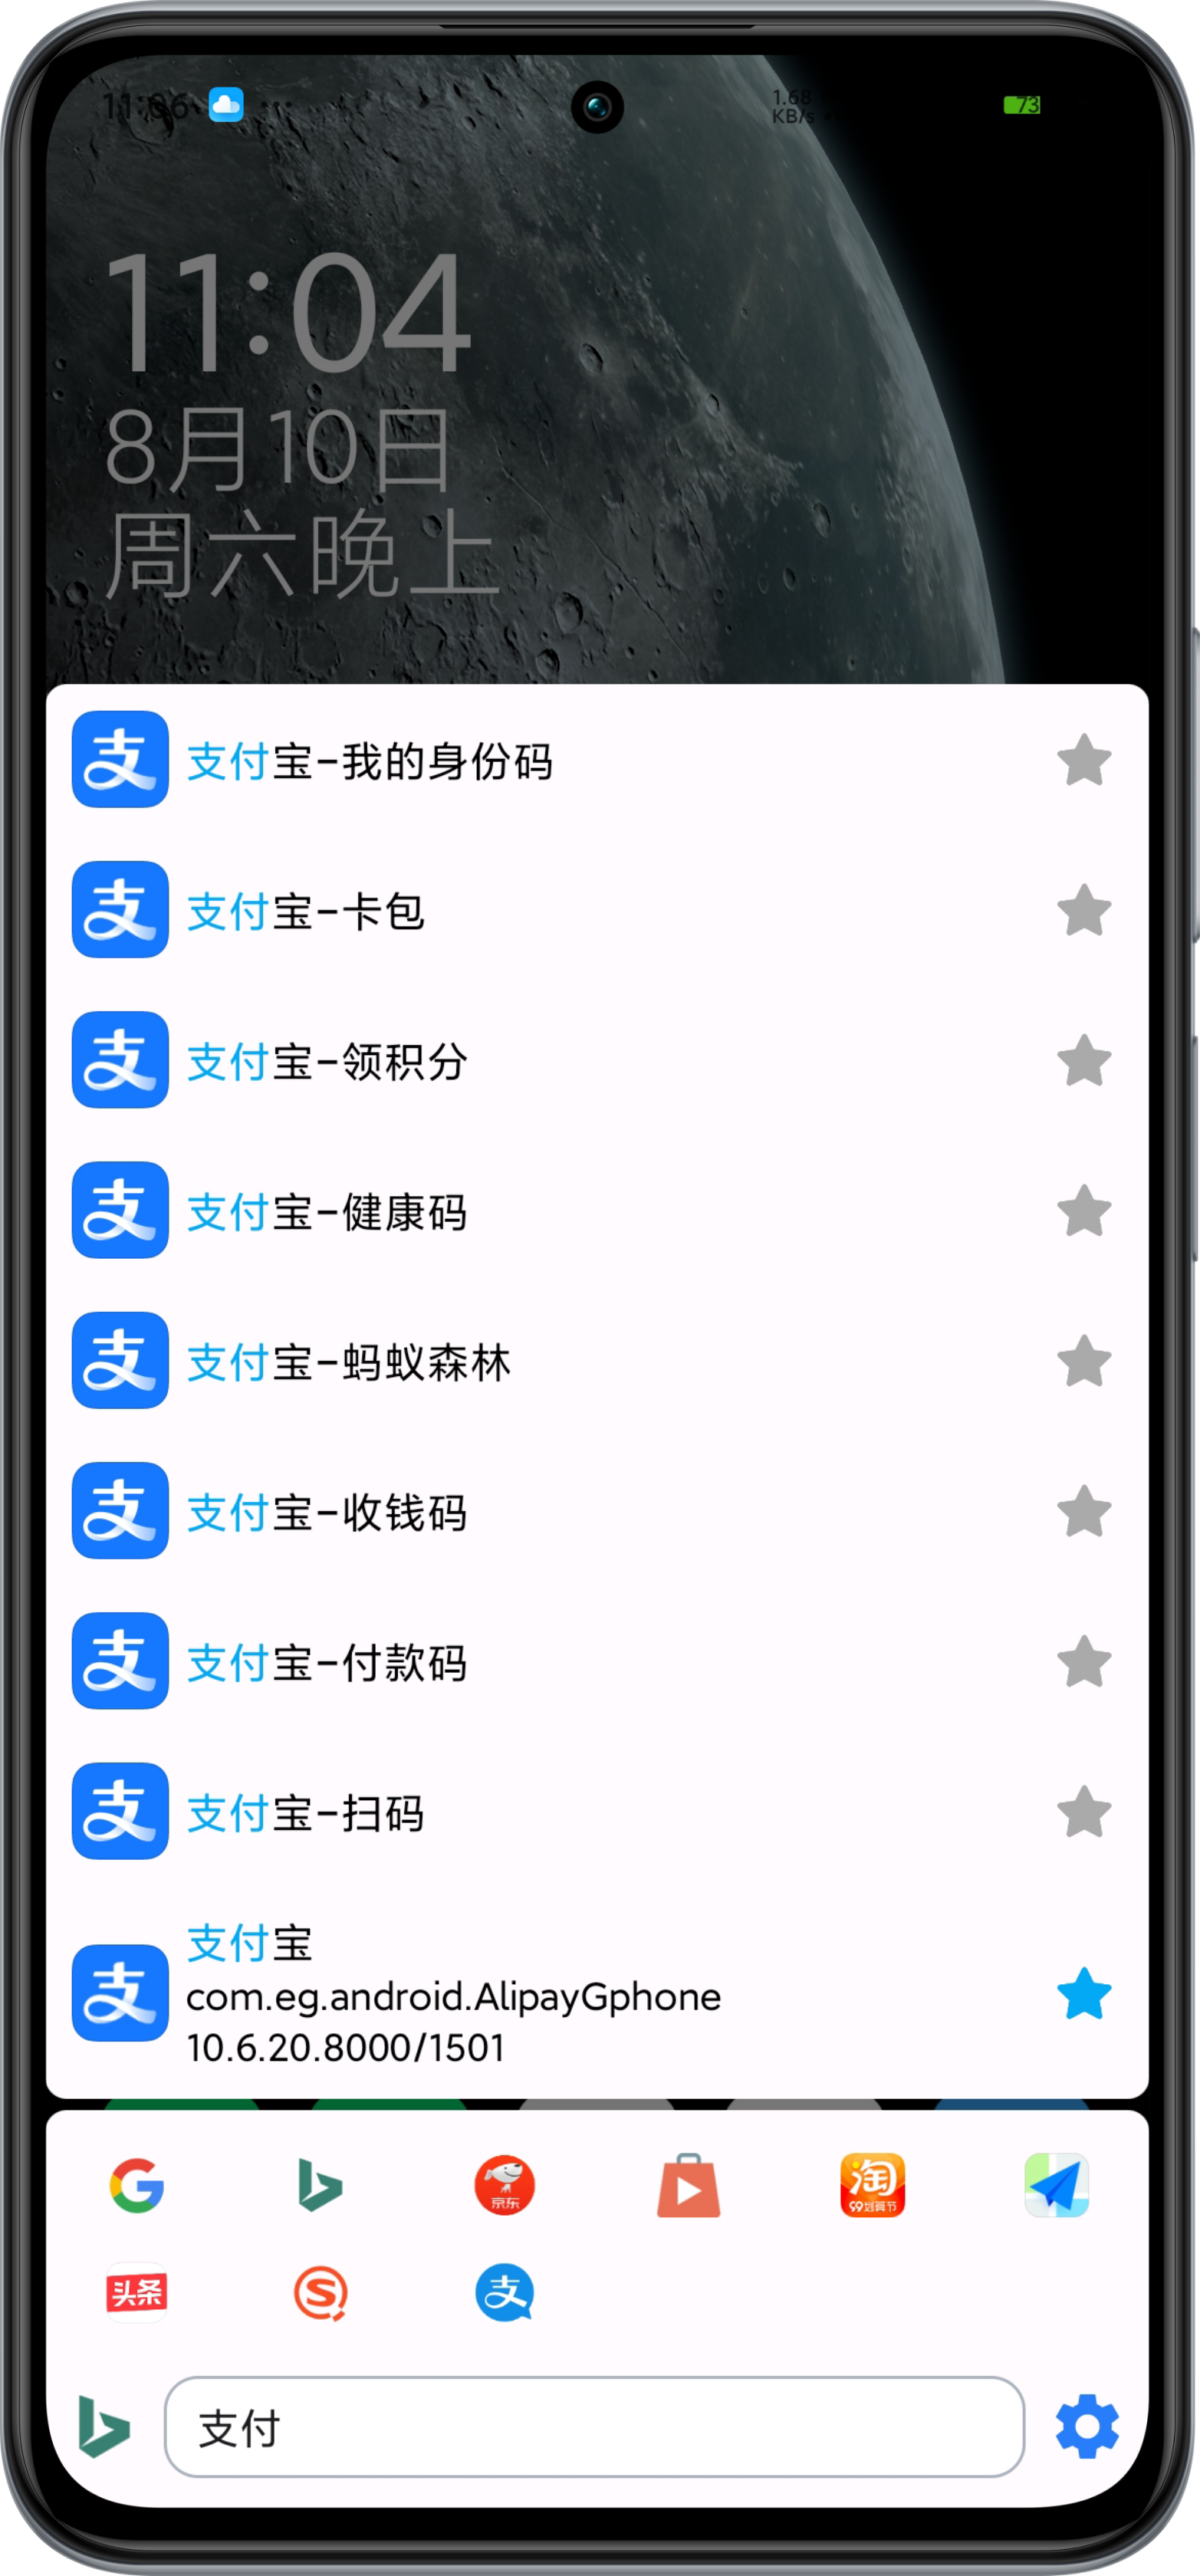 11:06
1.68
KB/s
73
11:04
8月10日
周六晚上
支付宝-我的身份码
支付宝-卡包
支付宝-领积分
支付宝-健康码
支付宝-蚂蚁森林
支付宝-收钱码
支付宝-付款码
支付宝-扫码
支付宝
com.eg.android.AlipayGphone
10.6.20.8000/1501
京东
淘
99划算节
头条
支付